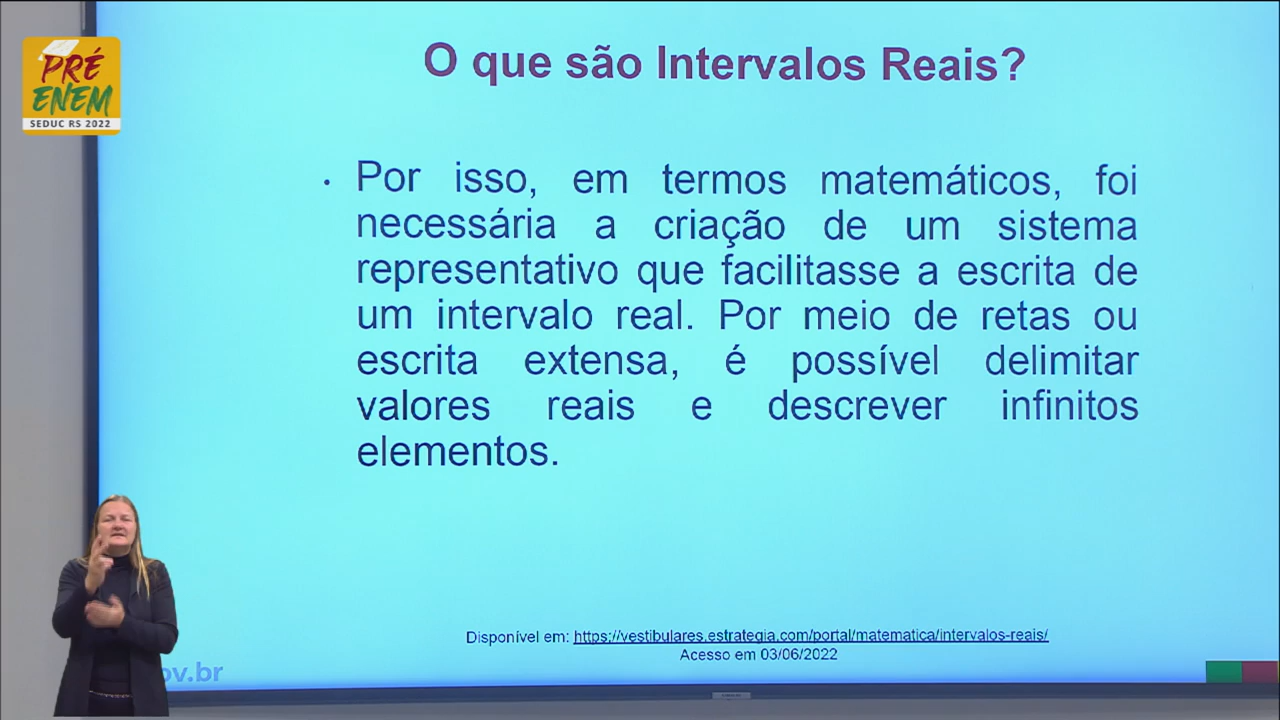 PRÉ
ENEM
SEDUC RS 2022
O que são Intervalos Reais?
• Por isso, em termos matemáticos, foi
necessária a criação de um sistema
representativo que facilitasse a escrita de
um intervalo real. Por meio de retas ou
escrita extensa, é possível delimitar
valores reais e descrever infinitos
elementos.
Disponível em: https://vestibulares.estrategia.com/portal/matematica/intervalos-reais/
Acesso em 03/06/2022
ov.br